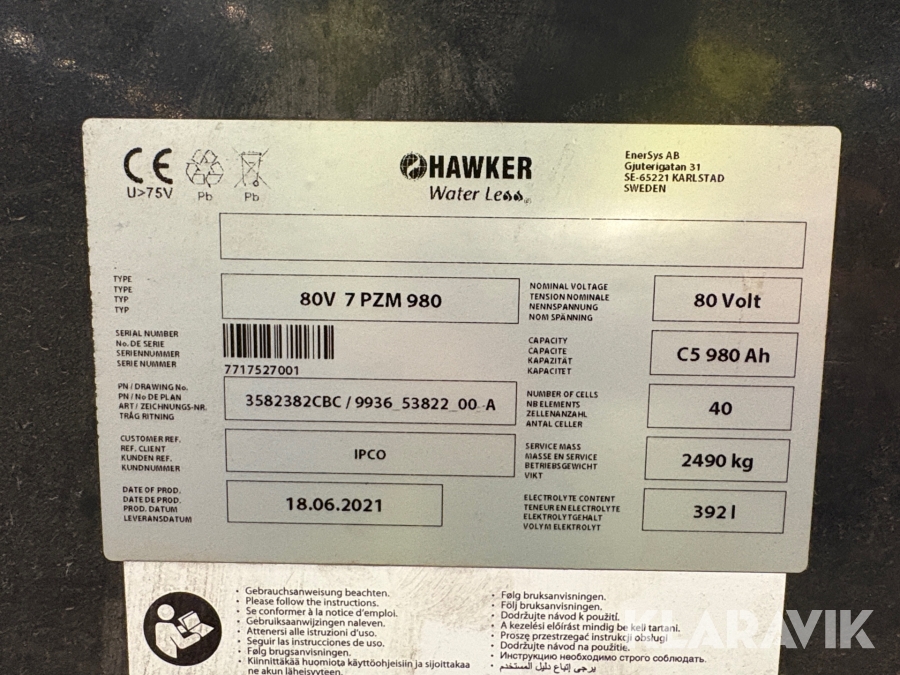 CE
U>75V
Pb
Pb
HAWKER
Water Less®
EnerSys AB
Gjuterigatan 31
SE-65221 KARLSTAD
SWEDEN
TYPE
TYPE
TYP
TYP
80V 7 PZM 980
NOMINAL VOLTAGE
TENSION NOMINALE
NENNSPANNUNG
NOM SPÄNNING
80 Volt
SERIAL NUMBER
No. DE SERIE
SERIENNUMMER
SERIE NUMMER
7717527001
CAPACITY
CAPACITE
KAPAZITÄT
KAPACITET
C5 980 Ah
PN / DRAWING No.
PN / No DE PLAN
ART / ZEICHNUNGS-NR.
TRÅG RITNING
3582382CBC / 9936_53822_00_A
NUMBER OF CELLS
NB ELEMENTS
ZELLENANZAHL
ANTAL CELLER
40
CUSTOMER REF.
REF. CLIENT
KUNDEN REF.
KUNDNUMMER
IPCO
SERVICE MASS
MASSE EN SERVICE
BETRIEBSGEWICHT
VIKT
2490 kg
DATE OF PROD.
DATE DE PROD.
PROD. DATUM
LEVERANSDATUM
18.06.2021
ELECTROLYTE CONTENT
TENEUR EN ELECTROLYTE
ELEKTROLYTGEHALT
VOLYM ELEKTROLYT
392 l
• Gebrauchsanweisung beachten.
• Please follow the instructions.
• Se conformer à la notice d'emploi.
• Gebruiksaanwijzing naleven.
• Attenersi alle istruzioni d'uso.
• Seguir las instrucciones de uso.
• Følg bruksanvisningen.
• Kiinnittäkää huomiota käyttöohjeisiin ja sijoittakaa
ne akun läheisyyteen.
• Følg bruksanvisningen.
• Följ bruksanvisningen.
• Dodržujte návod k použití.
• A kezelési előírást mindig be kell tartani.
• Proszę przestrzegać instrukcji obsługi
• Dodržujte návod na použitie.
• Инструкцию необходимо строго соблюдать.
يرجى إتباع دليل المستخدم •
KLARAVIK